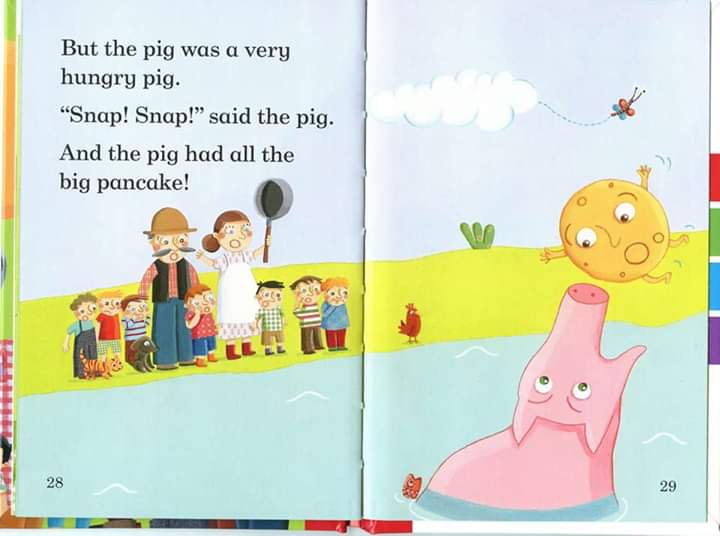 But the pig was a very
hungry pig.
“Snap! Snap!” said the pig.
And the pig had all the
big pancake!
28
29